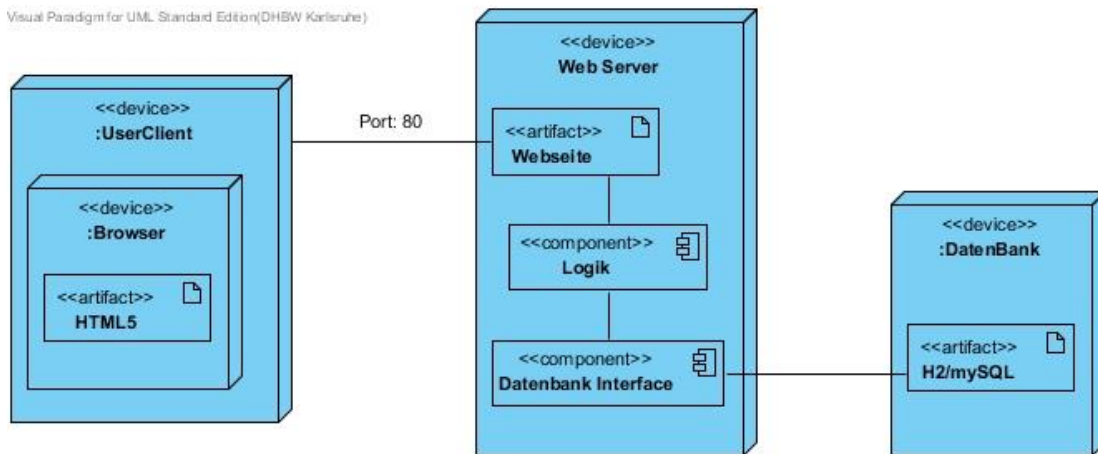 Visual Paradigm for UML Standard Edition(DHBW Karlsruhe)
<<device>>
:UserClient
<<device>>
:Browser
<<artifact>>
HTML5
Port: 80
<<device>>
Web Server
<<artifact>>
Webseite
<<component>>
Logik
<<component>>
Datenbank Interface
<<device>>
:DatenBank
<<artifact>>
H2/mySQL